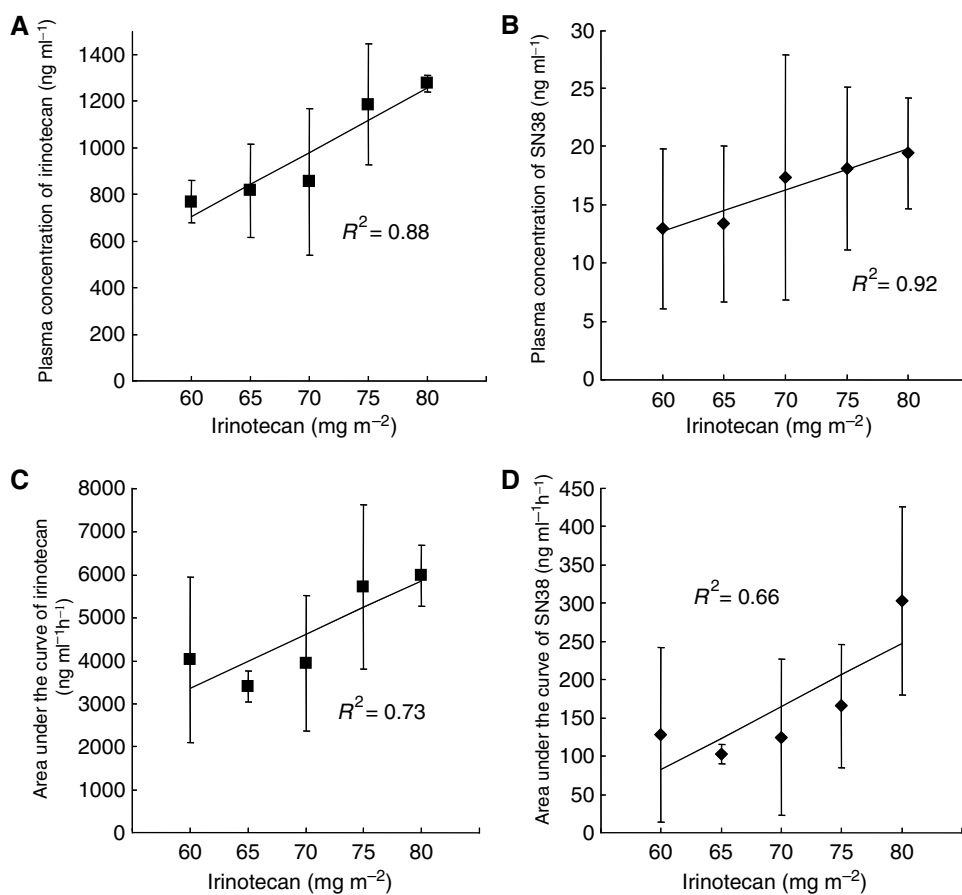 A
Plasma concentration of irinotecan (ng ml⁻¹)
1400
1200
1000
800
600
400
200
0
R² = 0.88
60 65 70 75 80
Irinotecan (mg m⁻²)
B
Plasma concentration of SN38 (ng ml⁻¹)
30
25
20
15
10
5
0
R² = 0.92
60 65 70 75 80
Irinotecan (mg m⁻²)
C
Area under the curve of irinotecan
(ng ml⁻¹h⁻¹)
8000
7000
6000
5000
4000
3000
2000
1000
0
R² = 0.73
60 65 70 75 80
Irinotecan (mg m⁻²)
D
Area under the curve of SN38 (ng ml⁻¹h⁻¹)
450
400
350
300
250
200
150
100
50
0
R² = 0.66
60 65 70 75 80
Irinotecan (mg m⁻²)